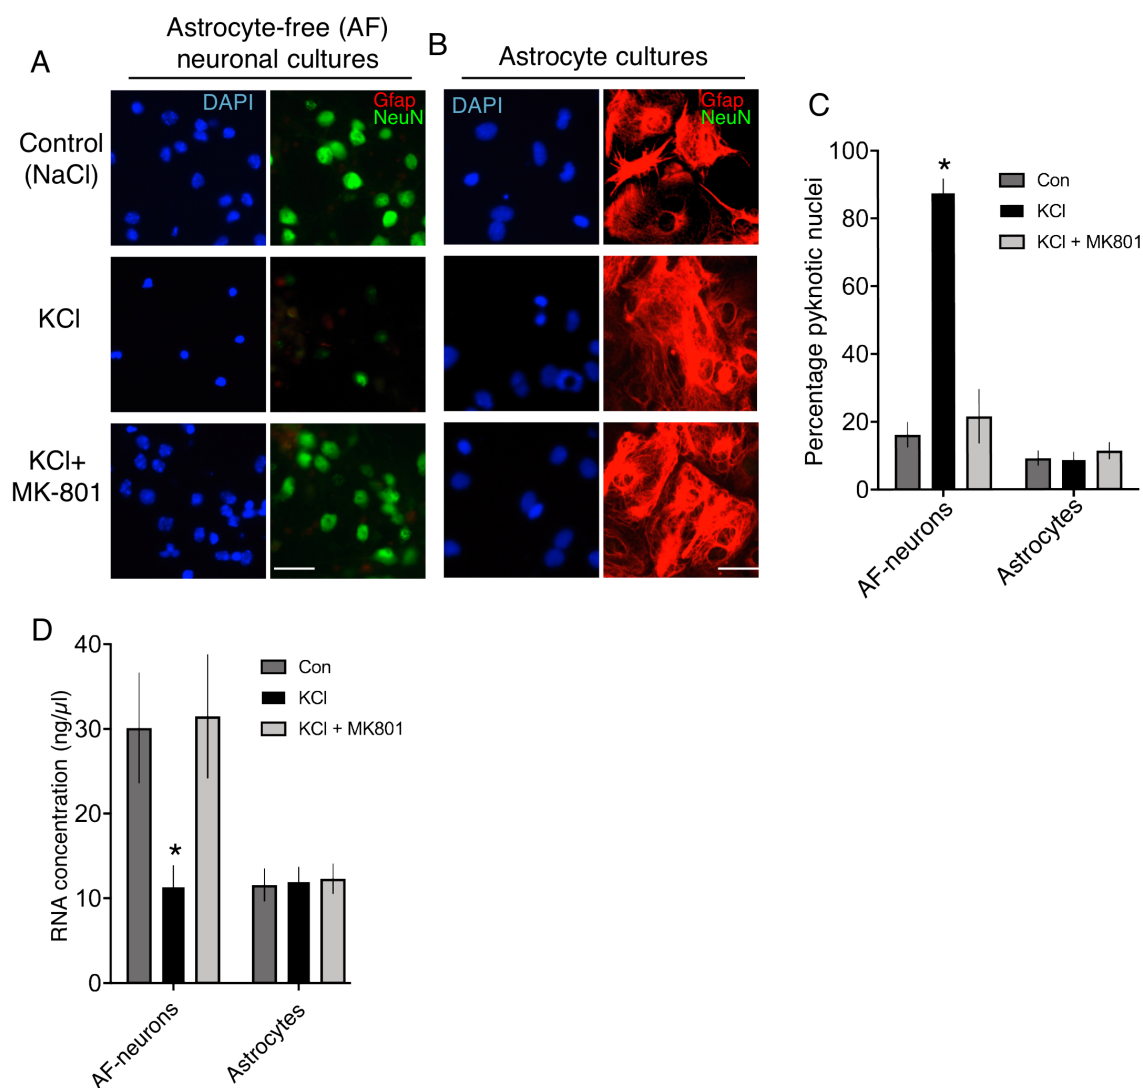 A
Astrocyte-free (AF)
neuronal cultures
B
Astrocyte cultures
Control
(NaCl)
DAPI
Gfap
NeuN
DAPI
Gfap
NeuN
KCl
KCl+
MK-801
C
Percentage pyknotic nuclei
100
80
60
40
20
0
*
Con
KCl
KCl + MK801
AF-neurons
Astrocytes
D
RNA concentration (ng/µl)
40
30
20
10
0
*
Con
KCl
KCl + MK801
AF-neurons
Astrocytes